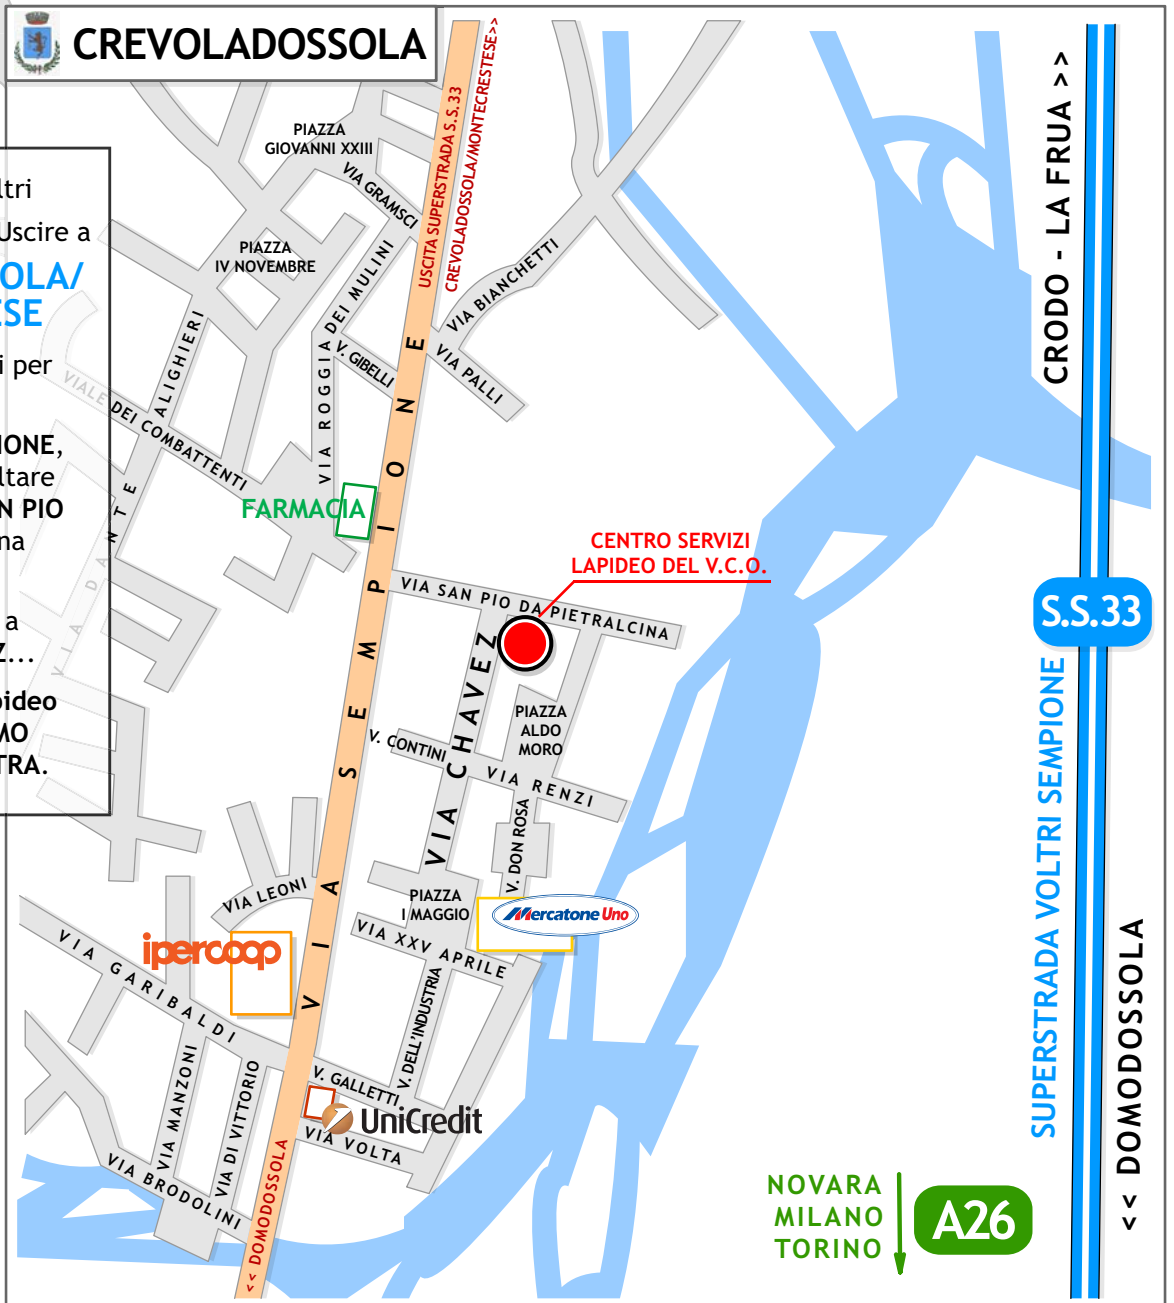 CREVOLADOSSOLA
Uscire a
OLA/
ESE
i per
IONE,
ltare
N PIO
na
a
Z...
pideo
MO
TRA.
PIAZZA
GIOVANNI XXIII
VIA GRAMSCI
PIAZZA
IV NOVEMBRE
VIA ROGGIA DEI MULINI
V. GIBELLI
VIALE DEI COMBATTENTI
VIA DANTE ALIGHIERI
FARMACIA
USCITA SUPERSTRADA S.S.33
CREVOLADOSSOLA/MONTECRESTESE>>
VIA BIANCHETTI
VIA PALLI
VIA SEMPIONE
CENTRO SERVIZI
LAPIDEO DEL V.C.O.
VIA SAN PIO DA PIETRALCINA
VIA CHAVEZ
PIAZZA
ALDO
MORO
V. CONTINI
VIA RENZI
V. DON ROSA
VIA LEONI
PIAZZA
I MAGGIO
Mercatone Uno
VIA XXV APRILE
ipercoop
VIA GARIBALDI
V. DELL'INDUSTRIA
VIA MANZONI
VIA DI VITTORIO
V. GALLETTI
UniCredit
VIA VOLTA
VIA BRODOLINI
<< DOMODOSSOLA
CRODO - LA FRUA >>
S.S.33
SUPERSTRADA VOLTRI SEMPIONE
<< DOMODOSSOLA
NOVARA
MILANO
TORINO
A26